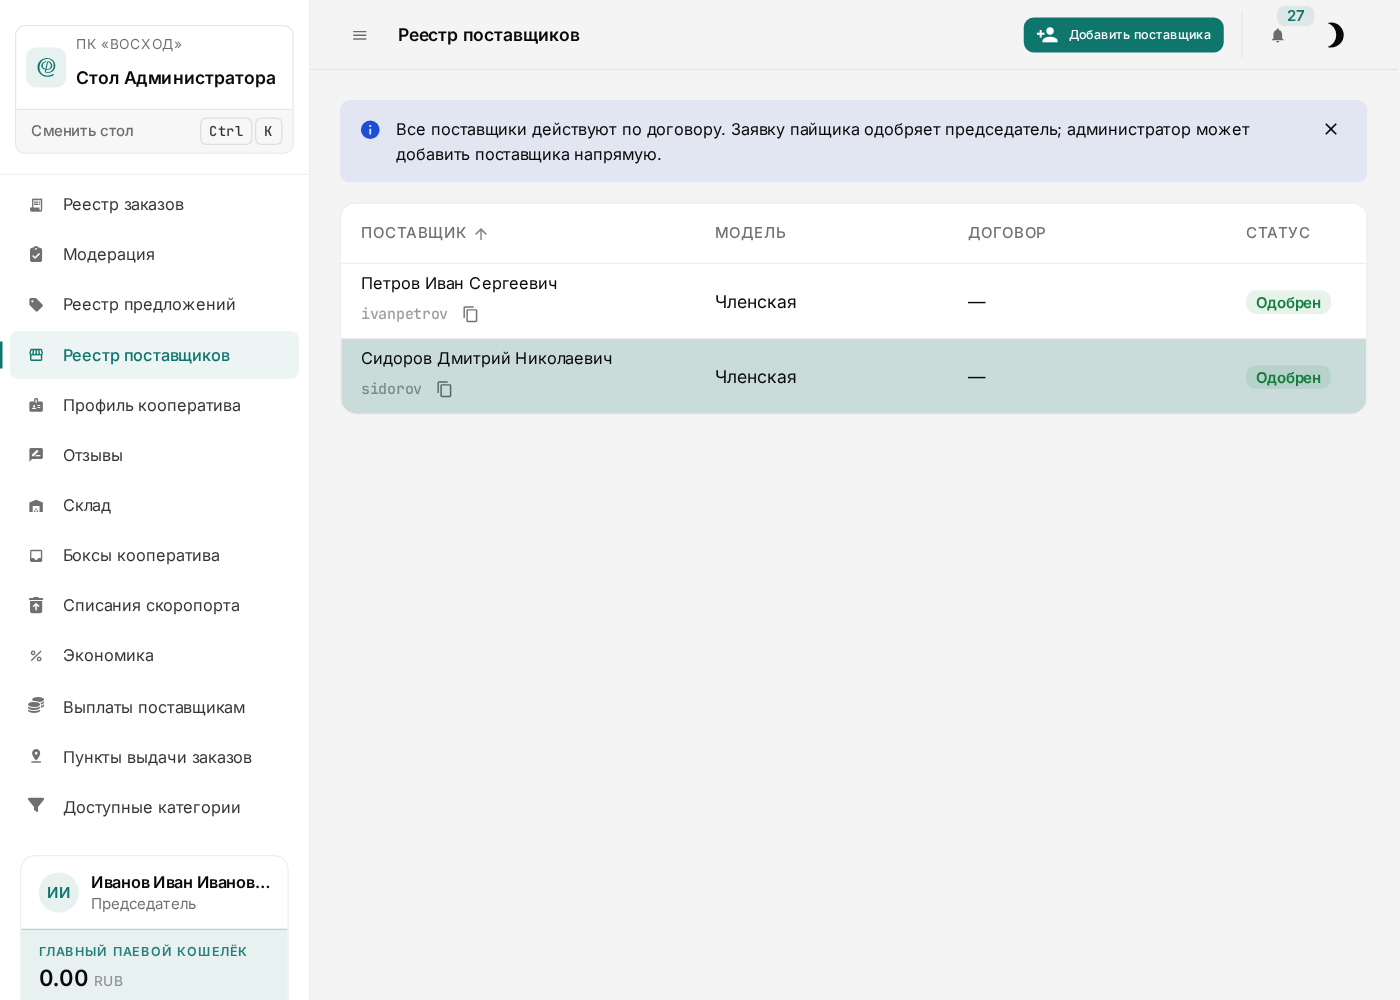 ПК «ВОСХОД»
Стол Администратора
Сменить стол Ctrl K
Реестр заказов
Модерация
Реестр предложений
Реестр поставщиков
Профиль кооператива
Отзывы
Склад
Боксы кооператива
Списания скоропорта
Экономика
Выплаты поставщикам
Пункты выдачи заказов
Доступные категории
ИИ
Иванов Иван Иванов...
Председатель
ГЛАВНЫЙ ПАЕВОЙ КОШЕЛЁК
0.00 RUB
Реестр поставщиков
Добавить поставщика
27
Все поставщики действуют по договору. Заявку пайщика одобряет председатель; администратор может
добавить поставщика напрямую.
ПОСТАВЩИК МОДЕЛЬ ДОГОВОР СТАТУС
Петров Иван Сергеевич
ivanpetrov
Членская — Одобрен
Сидоров Дмитрий Николаевич
sidorov
Членская — Одобрен